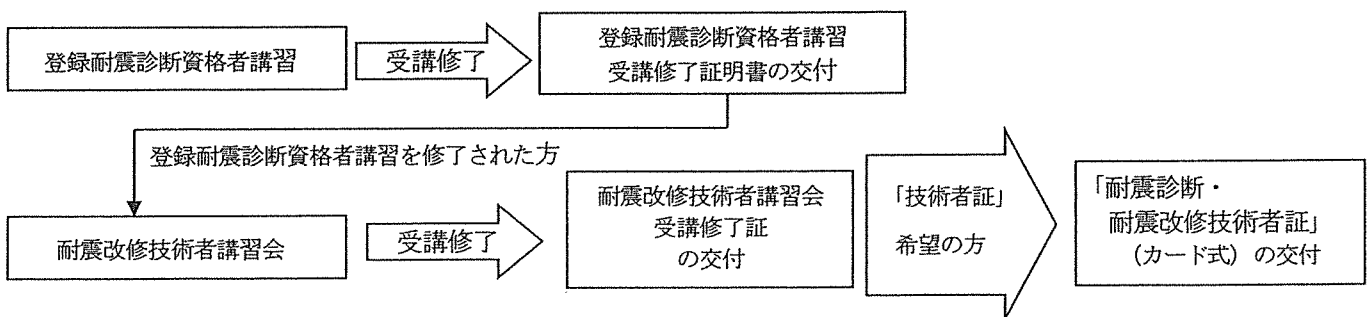 登録耐震診断資格者講習
受講修了
登録耐震診断資格者講習
受講修了証明書の交付
登録耐震診断資格者講習を修了された方
耐震改修技術者講習会
受講修了
耐震改修技術者講習会
受講修了証
の交付
「技術者証」
希望の方
「耐震診断・
耐震改修技術者証」
(カード式)の交付